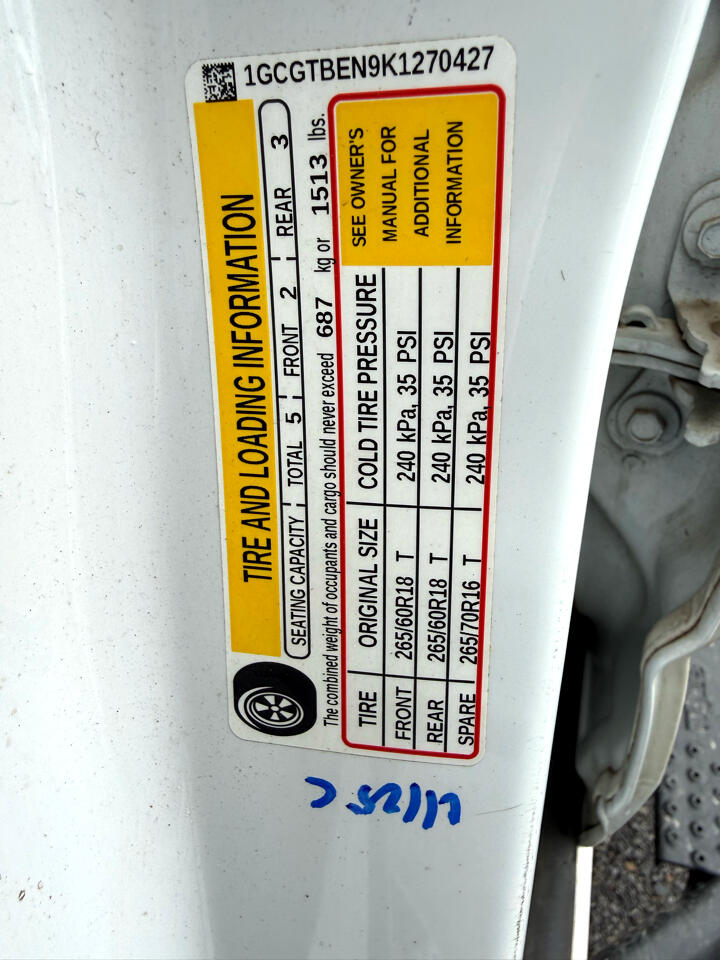 1GCGTBEN9K1270427
TIRE AND LOADING INFORMATION
SEATING CAPACITY TOTAL 5 FRONT 2 REAR 3
The combined weight of occupants and cargo should never exceed 687 kg or 1513 lbs.
TIRE ORIGINAL SIZE COLD TIRE PRESSURE
FRONT 265/60R18 T 240 kPa, 35 PSI
REAR 265/60R18 T 240 kPa, 35 PSI
SPARE 265/70R16 T 240 kPa, 35 PSI
SEE OWNER'S
MANUAL FOR
ADDITIONAL
INFORMATION